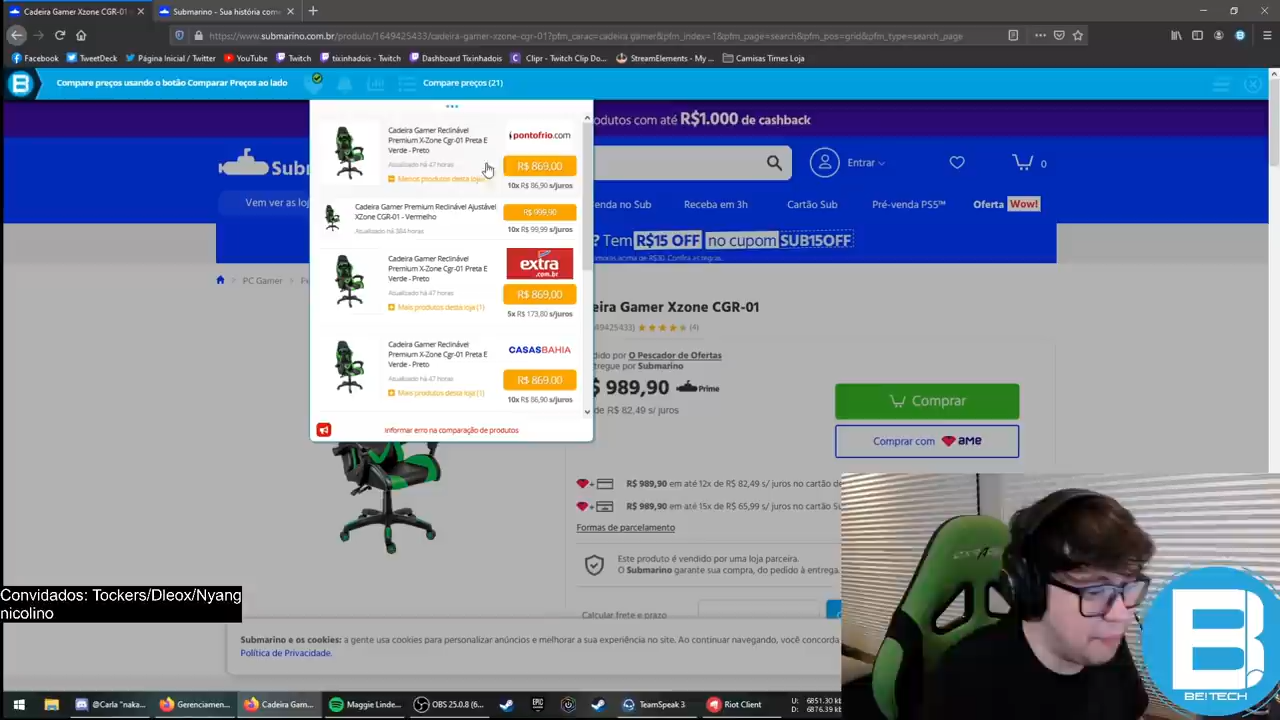 Cadeira Gamer Xzone CGR-01
Submarino - Sua história com
https://www.submarino.com.br/produto/1649425433/cadeira-gamer-xzone-cgr-01?pfm_carac=cadeira gamer&pfm_index=1&pfm_page=search&pfm_pos=grid&pfm_type=search_page
Facebook
TweetDeck
Página Inicial / Twitter
YouTube
Twitch
tixinhadois - Twitch
Dashboard Tixinhadois
Clipr - Twitch Clip Do...
StreamElements - My ...
Camisas Times Loja
Compare preços usando o botão Comparar Preços ao lado
Compare preços (21)
odutos com até R$1.000 de cashback
Subm
Entrar
0
Ver as loj
nda no Sub
Receba em 3h
Cartão Sub
Pré-venda PS5™
Oferta Wow!
? Tem R$15 OFF no cupom SUB15OFF
PC Gamer
Cadeira Gamer Reclinável
Premium X-Zone Cgr-01 Preta E
Verde - Preto
Atualizado há 47 horas
Menos produtos desta loja
pontofrio.com
R$ 869,00
10x R$ 86,90 s/juros
Cadeira Gamer Premium Reclinável Ajustável
XZone CGR-01 - Vermelho
Atualizado há 384 horas
R$ 999,90
10x R$ 99,99 s/juros
Cadeira Gamer Reclinável
Premium X-Zone Cgr-01 Preta E
Verde - Preto
Atualizado há 47 horas
Mais produtos desta loja (1)
extra
.com.br
R$ 869,00
5x R$ 173,80 s/juros
Cadeira Gamer Reclinável
Premium X-Zone Cgr-01 Preta E
Verde - Preto
Atualizado há 47 horas
Mais produtos desta loja (3)
CASASBAHIA
R$ 869,00
10x R$ 86,90 s/juros
Informar erro na comparação de produtos
eira Gamer Xzone CGR-01
49425433)
(4)
dido por O Pescador de Ofertas
tregue por Submarino
$ 989,90
Prime
de R$ 82,49 s/ juros
Comprar
Comprar com AME
R$ 989,90 em até 12x de R$ 82,49 s/ juros no cartão de
R$ 989,90 em até 15x de R$ 65,99 s/ juros no cartão Su
Formas de parcelamento
Este produto é vendido por uma loja parceira.
O Submarino garante sua compra, do pedido à entrega.
Calcular frete e prazo
Convidados: Tockers/Dleox/Nyang
nicolino
Submarino e os cookies: a gente usa cookies para personalizar anúncios e melhorar a sua experiência no site. Ao continuar navegando, você concorda
Política de Privacidade.
BEITECH
@Carla "naka...
Gerenciamen...
Cadeira Gam...
Maggie Linde...
OBS 25.0.8 (6...
EPIC
TeamSpeak 3
Riot Client
U: 6851.30 km
D: 6876.39